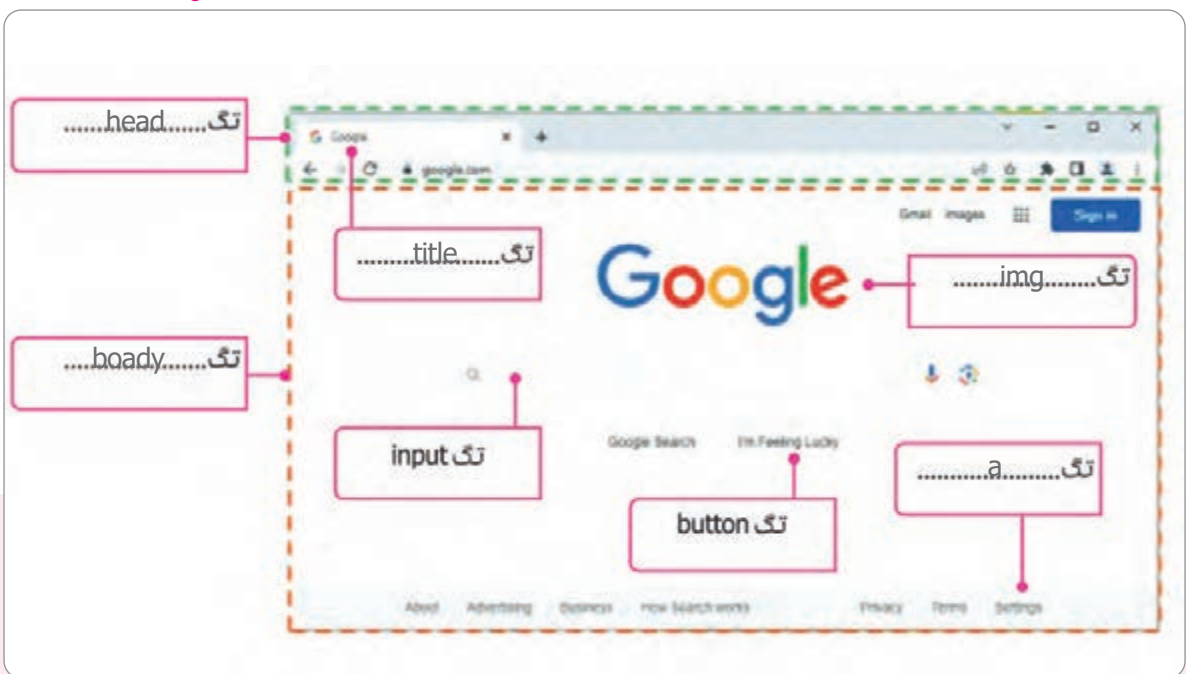 تگ.......head......
Google
google.com
Gmail Images Sign in
تگ.......title.........
Google
تگ........img.......
تگ.......boady.....
تگ input
Google Search I'm Feeling Lucky
تگ.........a...........
تگ button
About Advertising Business How Search works Privacy Terms Settings